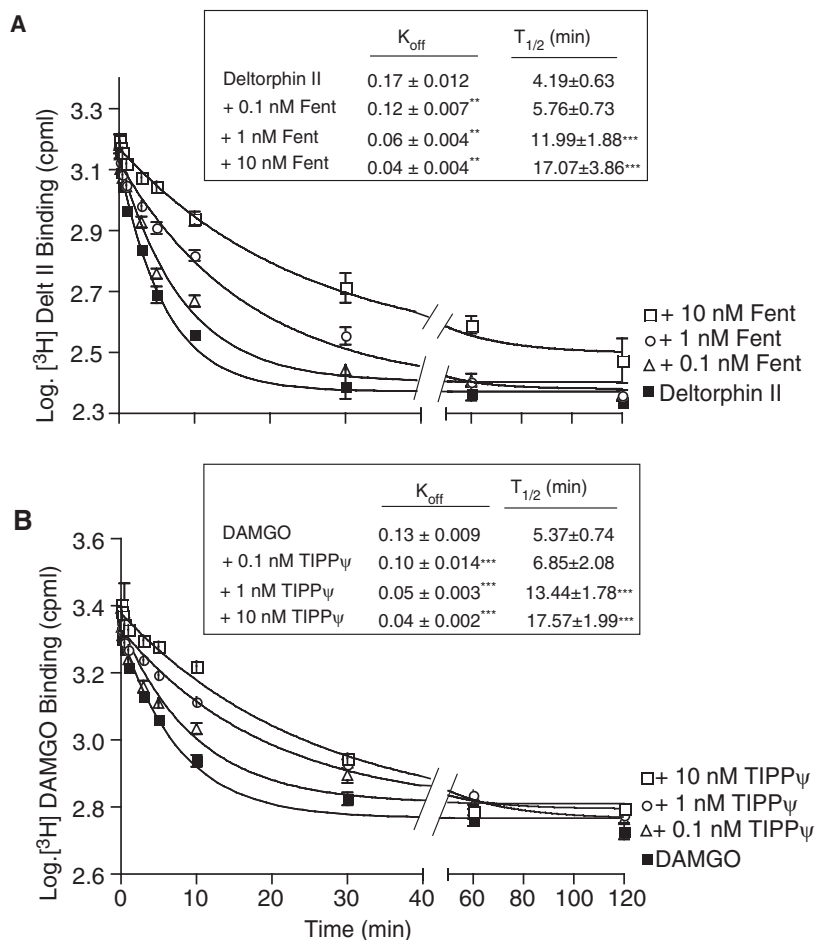 A
K_off T_1/2 (min)
Deltorphin II 0.17 ± 0.012 4.19±0.63
+ 0.1 nM Fent 0.12 ± 0.007** 5.76±0.73
+ 1 nM Fent 0.06 ± 0.004** 11.99±1.88***
+ 10 nM Fent 0.04 ± 0.004** 17.07±3.86***
Log. [³H] Delt II Binding (cpml)
3.3
3.1
2.9
2.7
2.5
2.3
+ 10 nM Fent
+ 1 nM Fent
+ 0.1 nM Fent
Deltorphin II
B
K_off T_1/2 (min)
DAMGO 0.13 ± 0.009 5.37±0.74
+ 0.1 nM TIPPψ 0.10 ± 0.014*** 6.85±2.08
+ 1 nM TIPPψ 0.05 ± 0.003*** 13.44±1.78***
+ 10 nM TIPPψ 0.04 ± 0.002*** 17.57±1.99***
Log.[³H] DAMGO Binding (cpml)
3.6
3.4
3.2
3.0
2.8
2.6
+ 10 nM TIPPψ
+ 1 nM TIPPψ
+ 0.1 nM TIPPψ
DAMGO
0 10 20 30 40 60 80 100 120
Time (min)